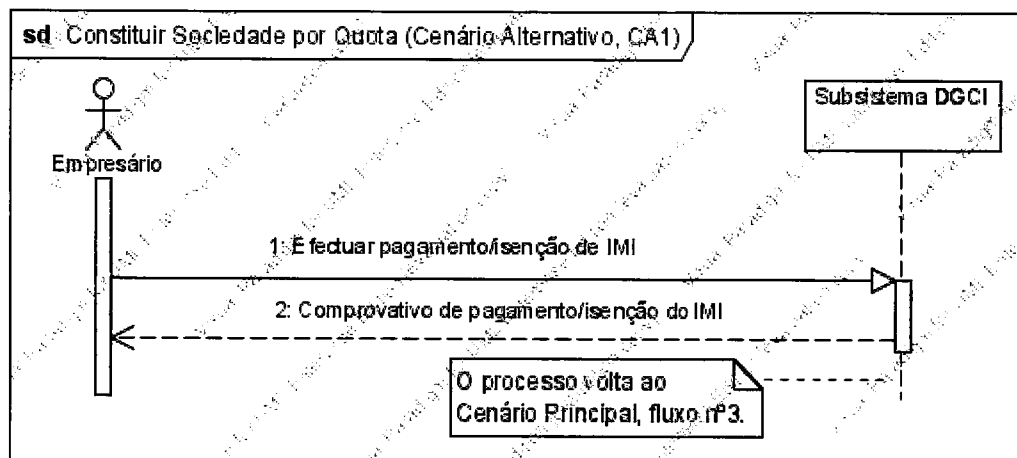 sd Constituir Sociedade por Quota (Cenário Alternativo, CA1)
Subsistema DGCI
Empresário
1: Efectuar pagamento/isenção de IMI
2: Comprovativo de pagamento/isenção do IMI
O processo volta ao
Cenário Principal, fluxo nº3.